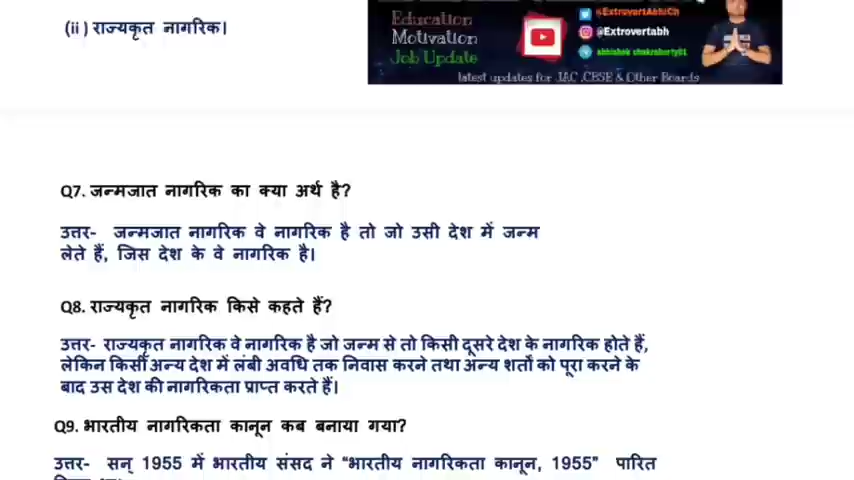 (ii ) राज्यकृत नागरिक।
Education
Motivation
Job Update
@ExtrovertAbhiCh
@Extrovertabh
abhishek chakraborty01
latest updates for JAC ,CBSE & Other Boards
Q7. जन्मजात नागरिक का क्या अर्थ है?
उत्तर- जन्मजात नागरिक वे नागरिक है तो जो उसी देश में जन्म
लेते हैं, जिस देश के वे नागरिक है।
Q8. राज्यकृत नागरिक किसे कहते हैं?
उत्तर- राज्यकृत नागरिक वे नागरिक है जो जन्म से तो किसी दूसरे देश के नागरिक होते हैं,
लेकिन किसी अन्य देश में लंबी अवधि तक निवास करने तथा अन्य शर्तों को पूरा करने के
बाद उस देश की नागरिकता प्राप्त करते हैं।
Q9. भारतीय नागरिकता कानून कब बनाया गया?
उत्तर- सन् 1955 में भारतीय संसद ने “भारतीय नागरिकता कानून, 1955” पारित